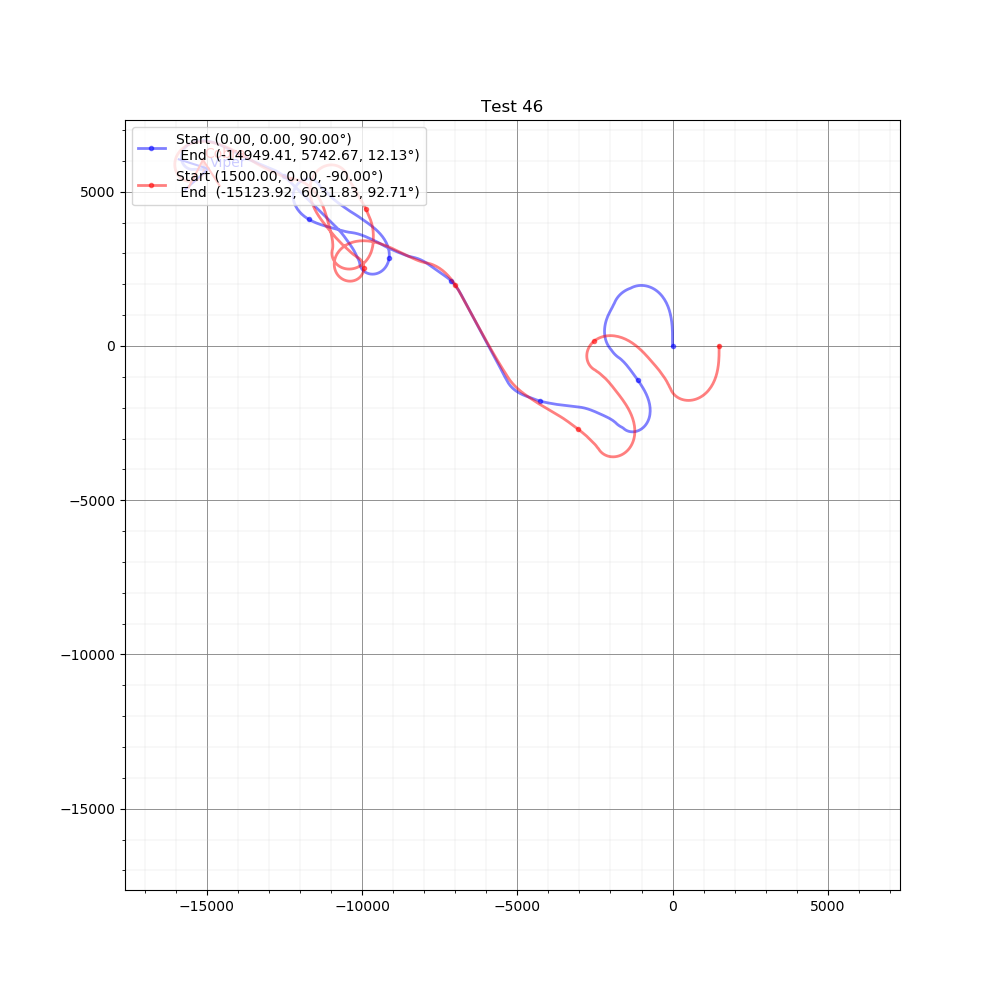 Test 46
Start (0.00, 0.00, 90.00°)
End (-14949.41, 5742.67, 12.13°)
Start (1500.00, 0.00, -90.00°)
End (-15123.92, 6031.83, 92.71°)
Viper
5000
0
−5000
−10000
−15000
−15000
−10000
−5000
0
5000